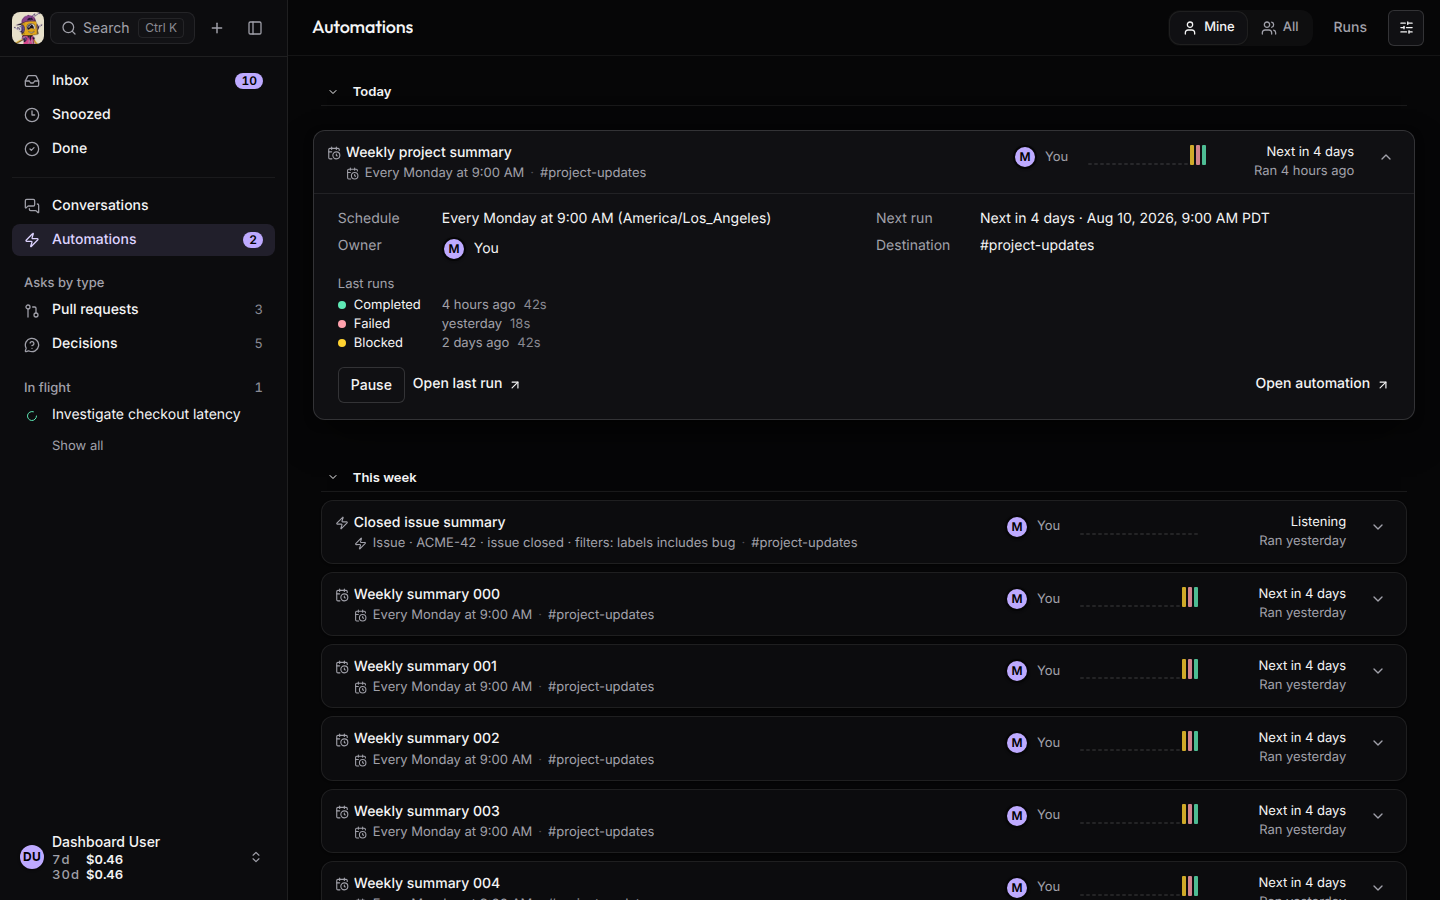 Search Ctrl K
Inbox 10
Snoozed
Done
Conversations
Automations 2
Asks by type
Pull requests 3
Decisions 5
In flight 1
Investigate checkout latency
Show all
DU Dashboard User
7d $0.46
30d $0.46
Automations
Mine All Runs
Today
Weekly project summary
Every Monday at 9:00 AM · #project-updates
M You
Next in 4 days
Ran 4 hours ago
Schedule Every Monday at 9:00 AM (America/Los_Angeles)
Next run Next in 4 days · Aug 10, 2026, 9:00 AM PDT
Owner M You
Destination #project-updates
Last runs
Completed 4 hours ago 42s
Failed yesterday 18s
Blocked 2 days ago 42s
Pause Open last run
Open automation
This week
Closed issue summary
Issue · ACME-42 · issue closed · filters: labels includes bug · #project-updates
M You
Listening
Ran yesterday
Weekly summary 000
Every Monday at 9:00 AM · #project-updates
M You
Next in 4 days
Ran yesterday
Weekly summary 001
Every Monday at 9:00 AM · #project-updates
M You
Next in 4 days
Ran yesterday
Weekly summary 002
Every Monday at 9:00 AM · #project-updates
M You
Next in 4 days
Ran yesterday
Weekly summary 003
Every Monday at 9:00 AM · #project-updates
M You
Next in 4 days
Ran yesterday
Weekly summary 004
M You
Next in 4 days